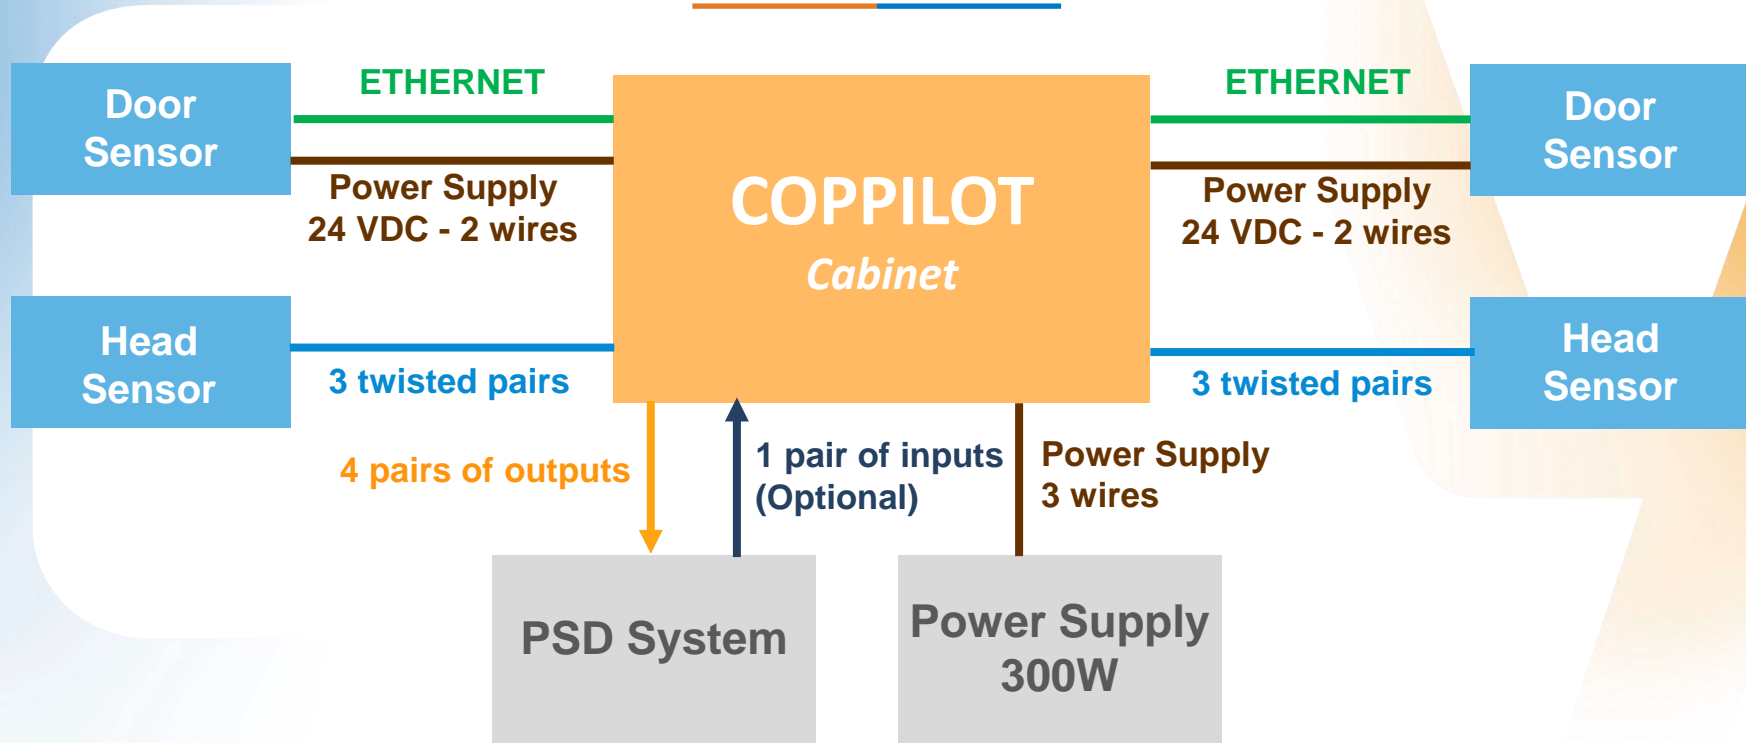 Door
Sensor
ETHERNET
Power Supply
24 VDC - 2 wires
Head
Sensor
3 twisted pairs
COPPILOT
Cabinet
ETHERNET
Power Supply
24 VDC - 2 wires
Door
Sensor
3 twisted pairs
Head
Sensor
4 pairs of outputs
1 pair of inputs
(Optional)
Power Supply
3 wires
PSD System
Power Supply
300W